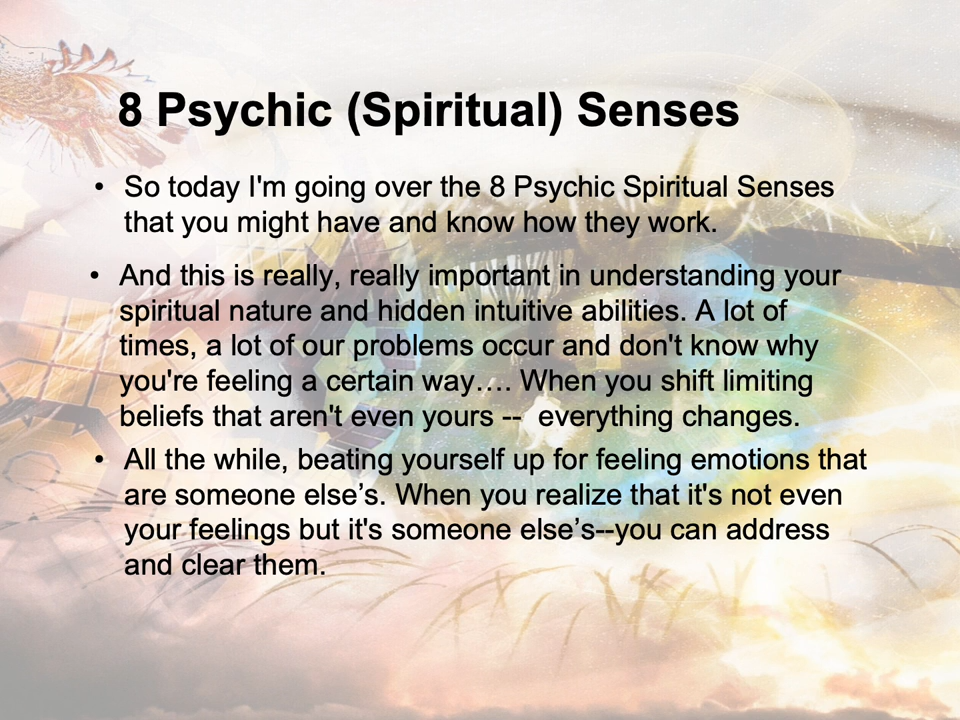 8 Psychic (Spiritual) Senses
• So today I'm going over the 8 Psychic Spiritual Senses
that you might have and know how they work.
• And this is really, really important in understanding your
spiritual nature and hidden intuitive abilities. A lot of
times, a lot of our problems occur and don't know why
you're feeling a certain way…. When you shift limiting
beliefs that aren't even yours --  everything changes.
• All the while, beating yourself up for feeling emotions that
are someone else’s. When you realize that it's not even
your feelings but it's someone else’s--you can address
and clear them.